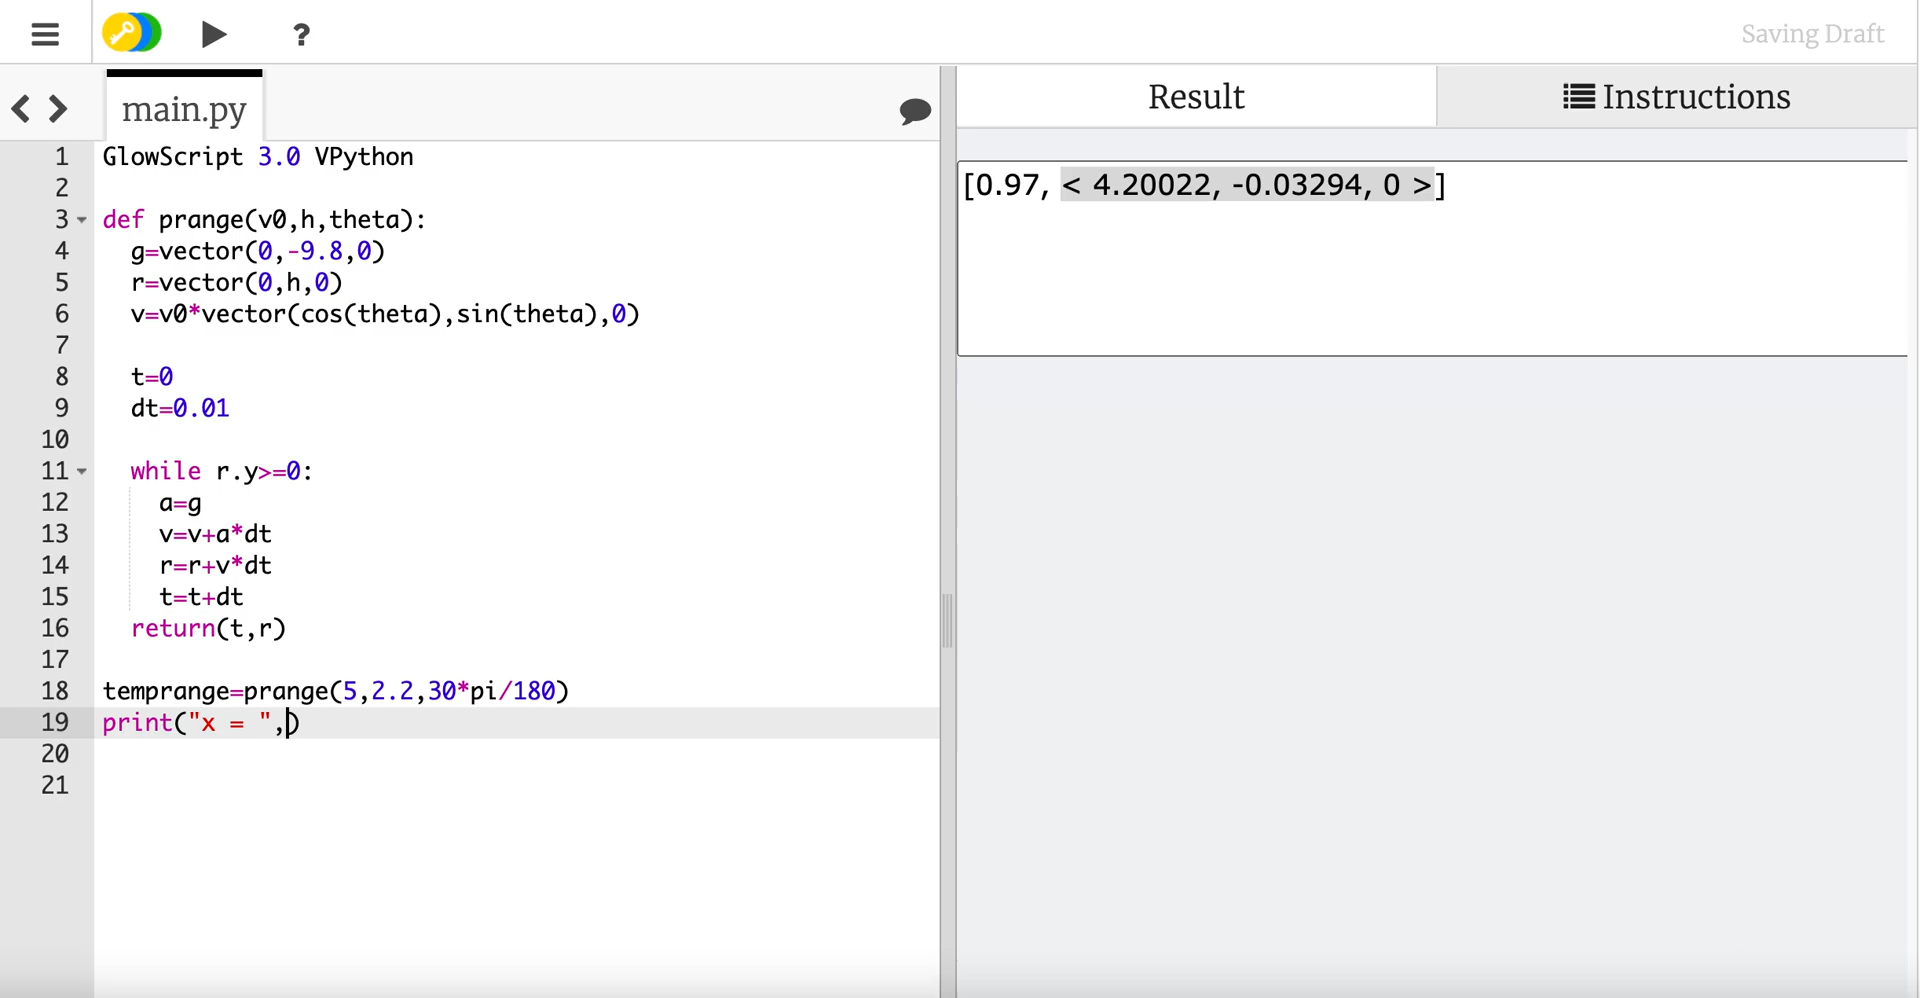 ?
Saving Draft
main.py
Result
Instructions
1 GlowScript 3.0 VPython
2
3 def prange(v0,h,theta):
4   g=vector(0,-9.8,0)
5   r=vector(0,h,0)
6   v=v0*vector(cos(theta),sin(theta),0)
7
8   t=0
9   dt=0.01
10
11   while r.y>=0:
12     a=g
13     v=v+a*dt
14     r=r+v*dt
15     t=t+dt
16   return(t,r)
17
18 temprange=prange(5,2.2,30*pi/180)
19 print("x = ",)
20
21
[0.97, < 4.20022, -0.03294, 0 >]